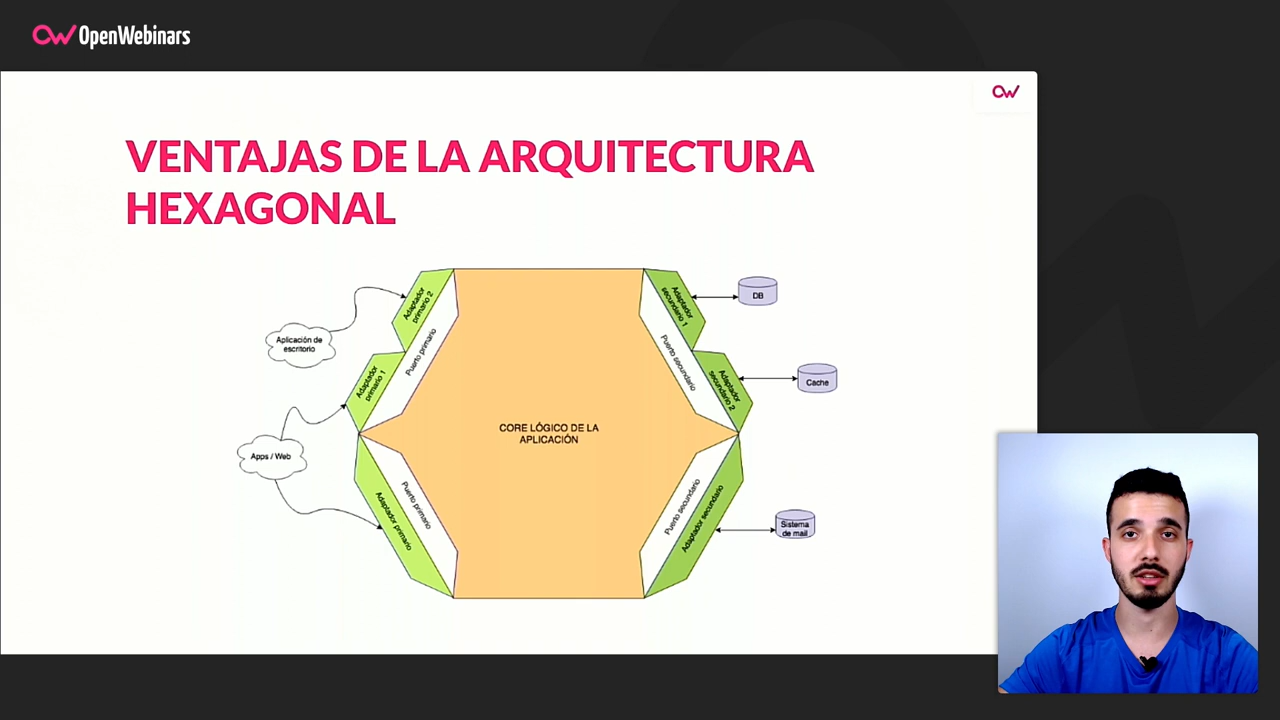 OpenWebinars
VENTAJAS DE LA ARQUITECTURA
HEXAGONAL
Aplicación de
escritorio
Apps / Web
Adaptador
primario 2
Puerto primario
Adaptador
primario 1
Puerto primario
Adaptador primario
CORE LÓGICO DE LA
APLICACIÓN
Adaptador
secundario 1
Puerto secundario
Adaptador
secundario 2
Puerto secundario
Adaptador secundario
DB
Cache
Sistema
de mail